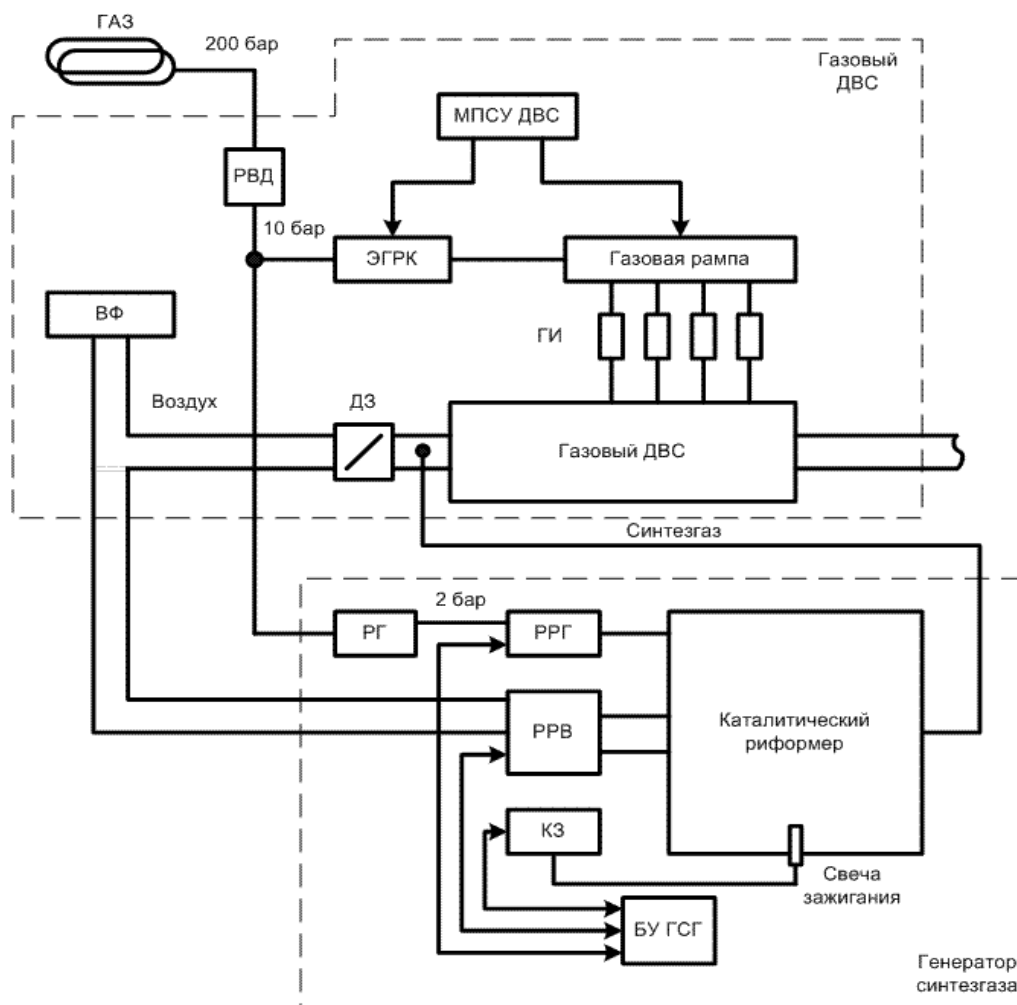 ГАЗ
200 бар
Газовый
ДВС
МПСУ ДВС
РВД
10 бар
ЭГРК
Газовая рампа
ВФ
ГИ
Воздух
ДЗ
Газовый ДВС
Синтезгаз
2 бар
РГ
РРГ
РРВ
Каталитический
риформер
КЗ
Свеча
зажигания
БУ ГСГ
Генератор
синтезгаза